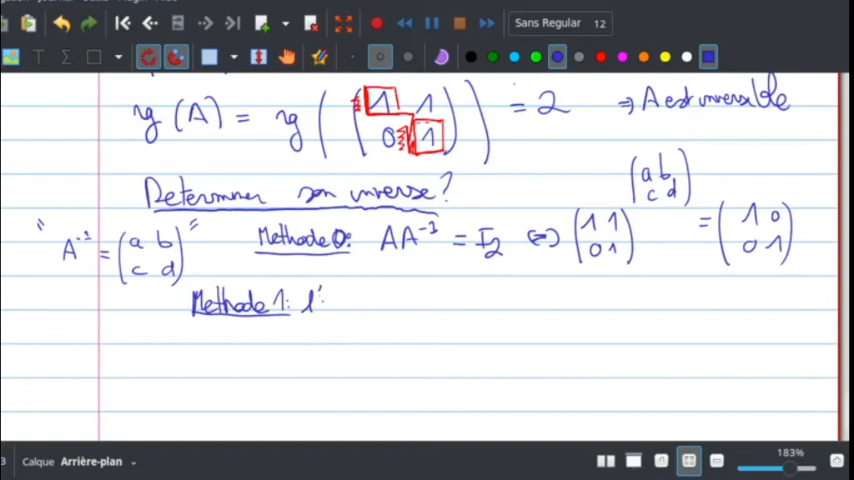 Sans Regular 12
rg (A) = rg ( ( 1 1 0 1 ) ) = 2 ⇒ A est inversible
Determiner son inverse ?
" A⁻¹ = ( a b c d ) " Methode 0: AA⁻¹ = I₂ ⇔ ( 1 1 0 1 ) ( a b c d ) = ( 1 0 0 1 )
Methode 1: l'
3 Calque Arrière-plan 183%